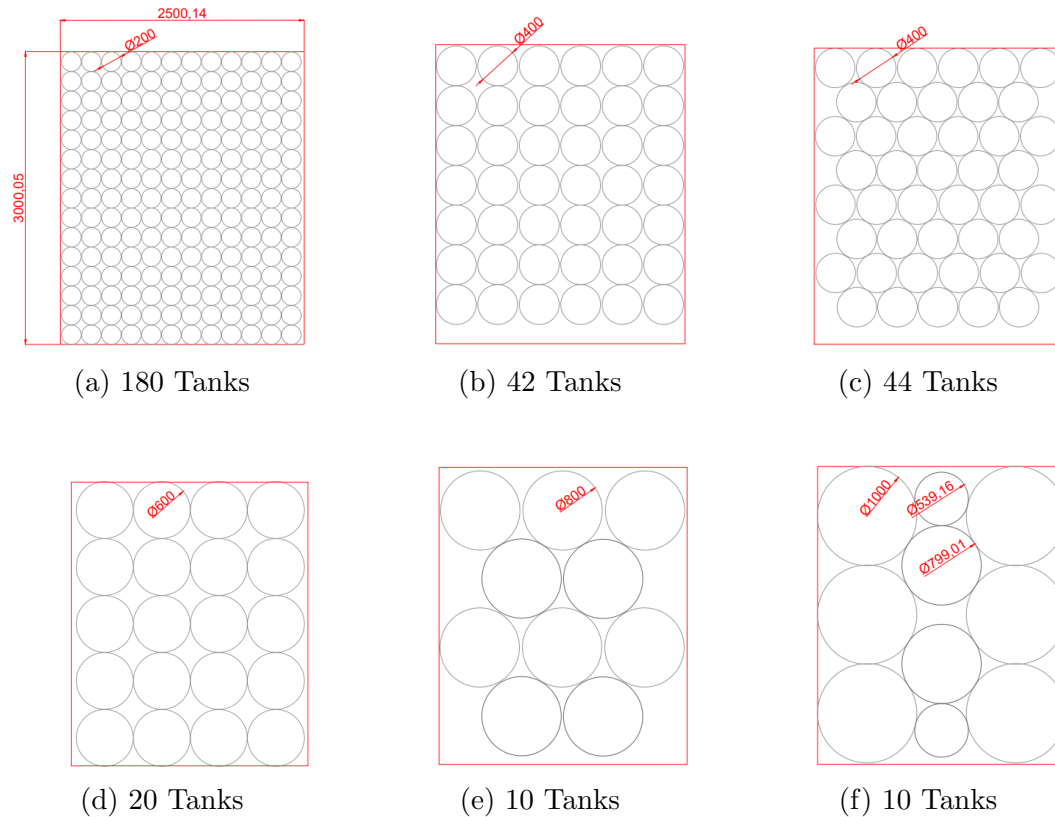 2500,14
Ø200
3000,05
(a) 180 Tanks
Ø400
(b) 42 Tanks
Ø400
(c) 44 Tanks
Ø600
(d) 20 Tanks
Ø800
(e) 10 Tanks
Ø1000
Ø539,16
Ø799,01
(f) 10 Tanks